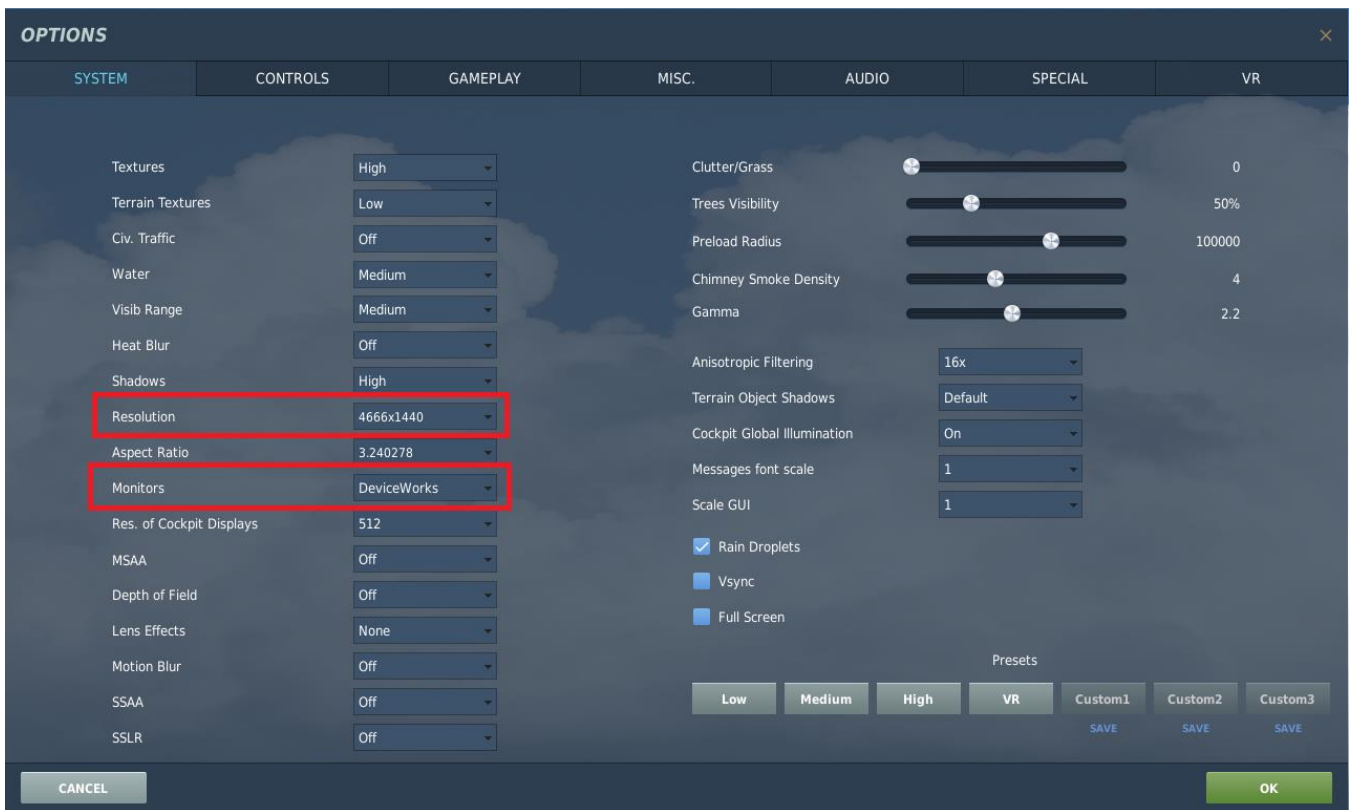 OPTIONS ×
SYSTEM CONTROLS GAMEPLAY MISC. AUDIO SPECIAL VR
Textures High
Terrain Textures Low
Civ. Traffic Off
Water Medium
Visib Range Medium
Heat Blur Off
Shadows High
Resolution 4666x1440
Aspect Ratio 3.240278
Monitors DeviceWorks
Res. of Cockpit Displays 512
MSAA Off
Depth of Field Off
Lens Effects None
Motion Blur Off
SSAA Off
SSLR Off
Clutter/Grass 0
Trees Visibility 50%
Preload Radius 100000
Chimney Smoke Density 4
Gamma 2.2
Anisotropic Filtering 16x
Terrain Object Shadows Default
Cockpit Global Illumination On
Messages font scale 1
Scale GUI 1
Rain Droplets
Vsync
Full Screen
Presets
Low Medium High VR Custom1 Custom2 Custom3
SAVE SAVE SAVE
CANCEL OK